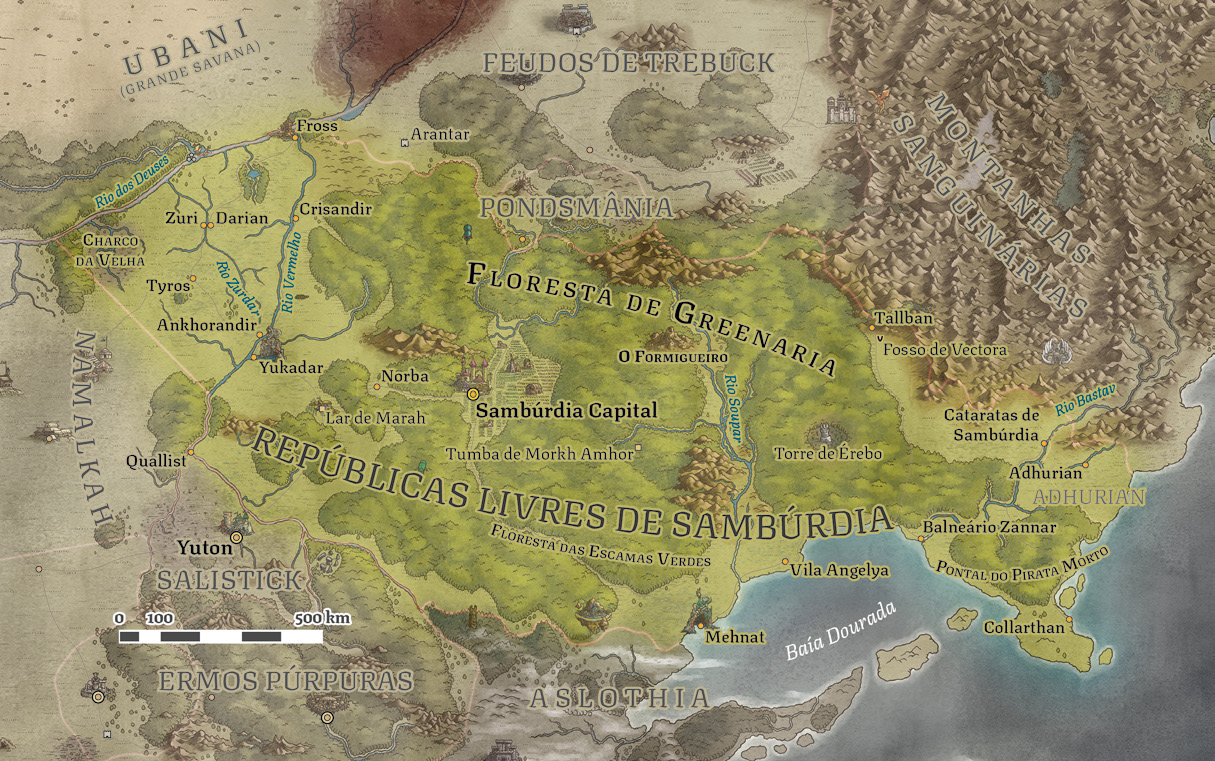 UBANI
(GRANDE SAVANA)
FEUDOS DE TREBUCK
MONTANHAS
SANGUINÁRIAS
Fross
Arantar
Rio dos Deuses
PONDSMÂNIA
Zuri
Darian
Crisandir
CHARCO
DA VELHA
Rio Vermelho
Rio Zurdar
Tyros
FLORESTA DE GREENARIA
Ankhorandir
Tallban
Fosso de Vectora
NAMALKAH
Yukadar
O FORMIGUEIRO
Norba
Rio Soupar
Sambúrdia Capital
Lar de Marah
Rio Bastav
Cataratas de
Sambúrdia
Quallist
REPÚBLICAS LIVRES DE SAMBÚRDIA
Tumba de Morkh Amhor
Torre de Érebo
Adhurian
ADHURIAN
Balneário Zannar
Yuton
FLORESTA DAS ESCAMAS VERDES
Vila Angelya
PONTAL DO PIRATA MORTO
SALISTICK
0 100 500 km
Mehnat
Baía Dourada
Collarthan
ERMOS PÚRPURAS
ASLOTHIA